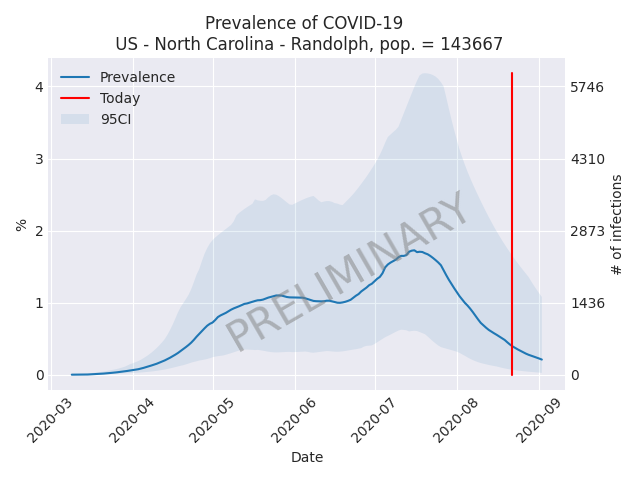 Prevalence of COVID-19
US - North Carolina - Randolph, pop. = 143667
Prevalence
Today
95CI
4
3
2
1
0
%
5746
4310
2873
1436
0
# of infections
PRELIMINARY
2020-03
2020-04
2020-05
2020-06
2020-07
2020-08
2020-09
Date